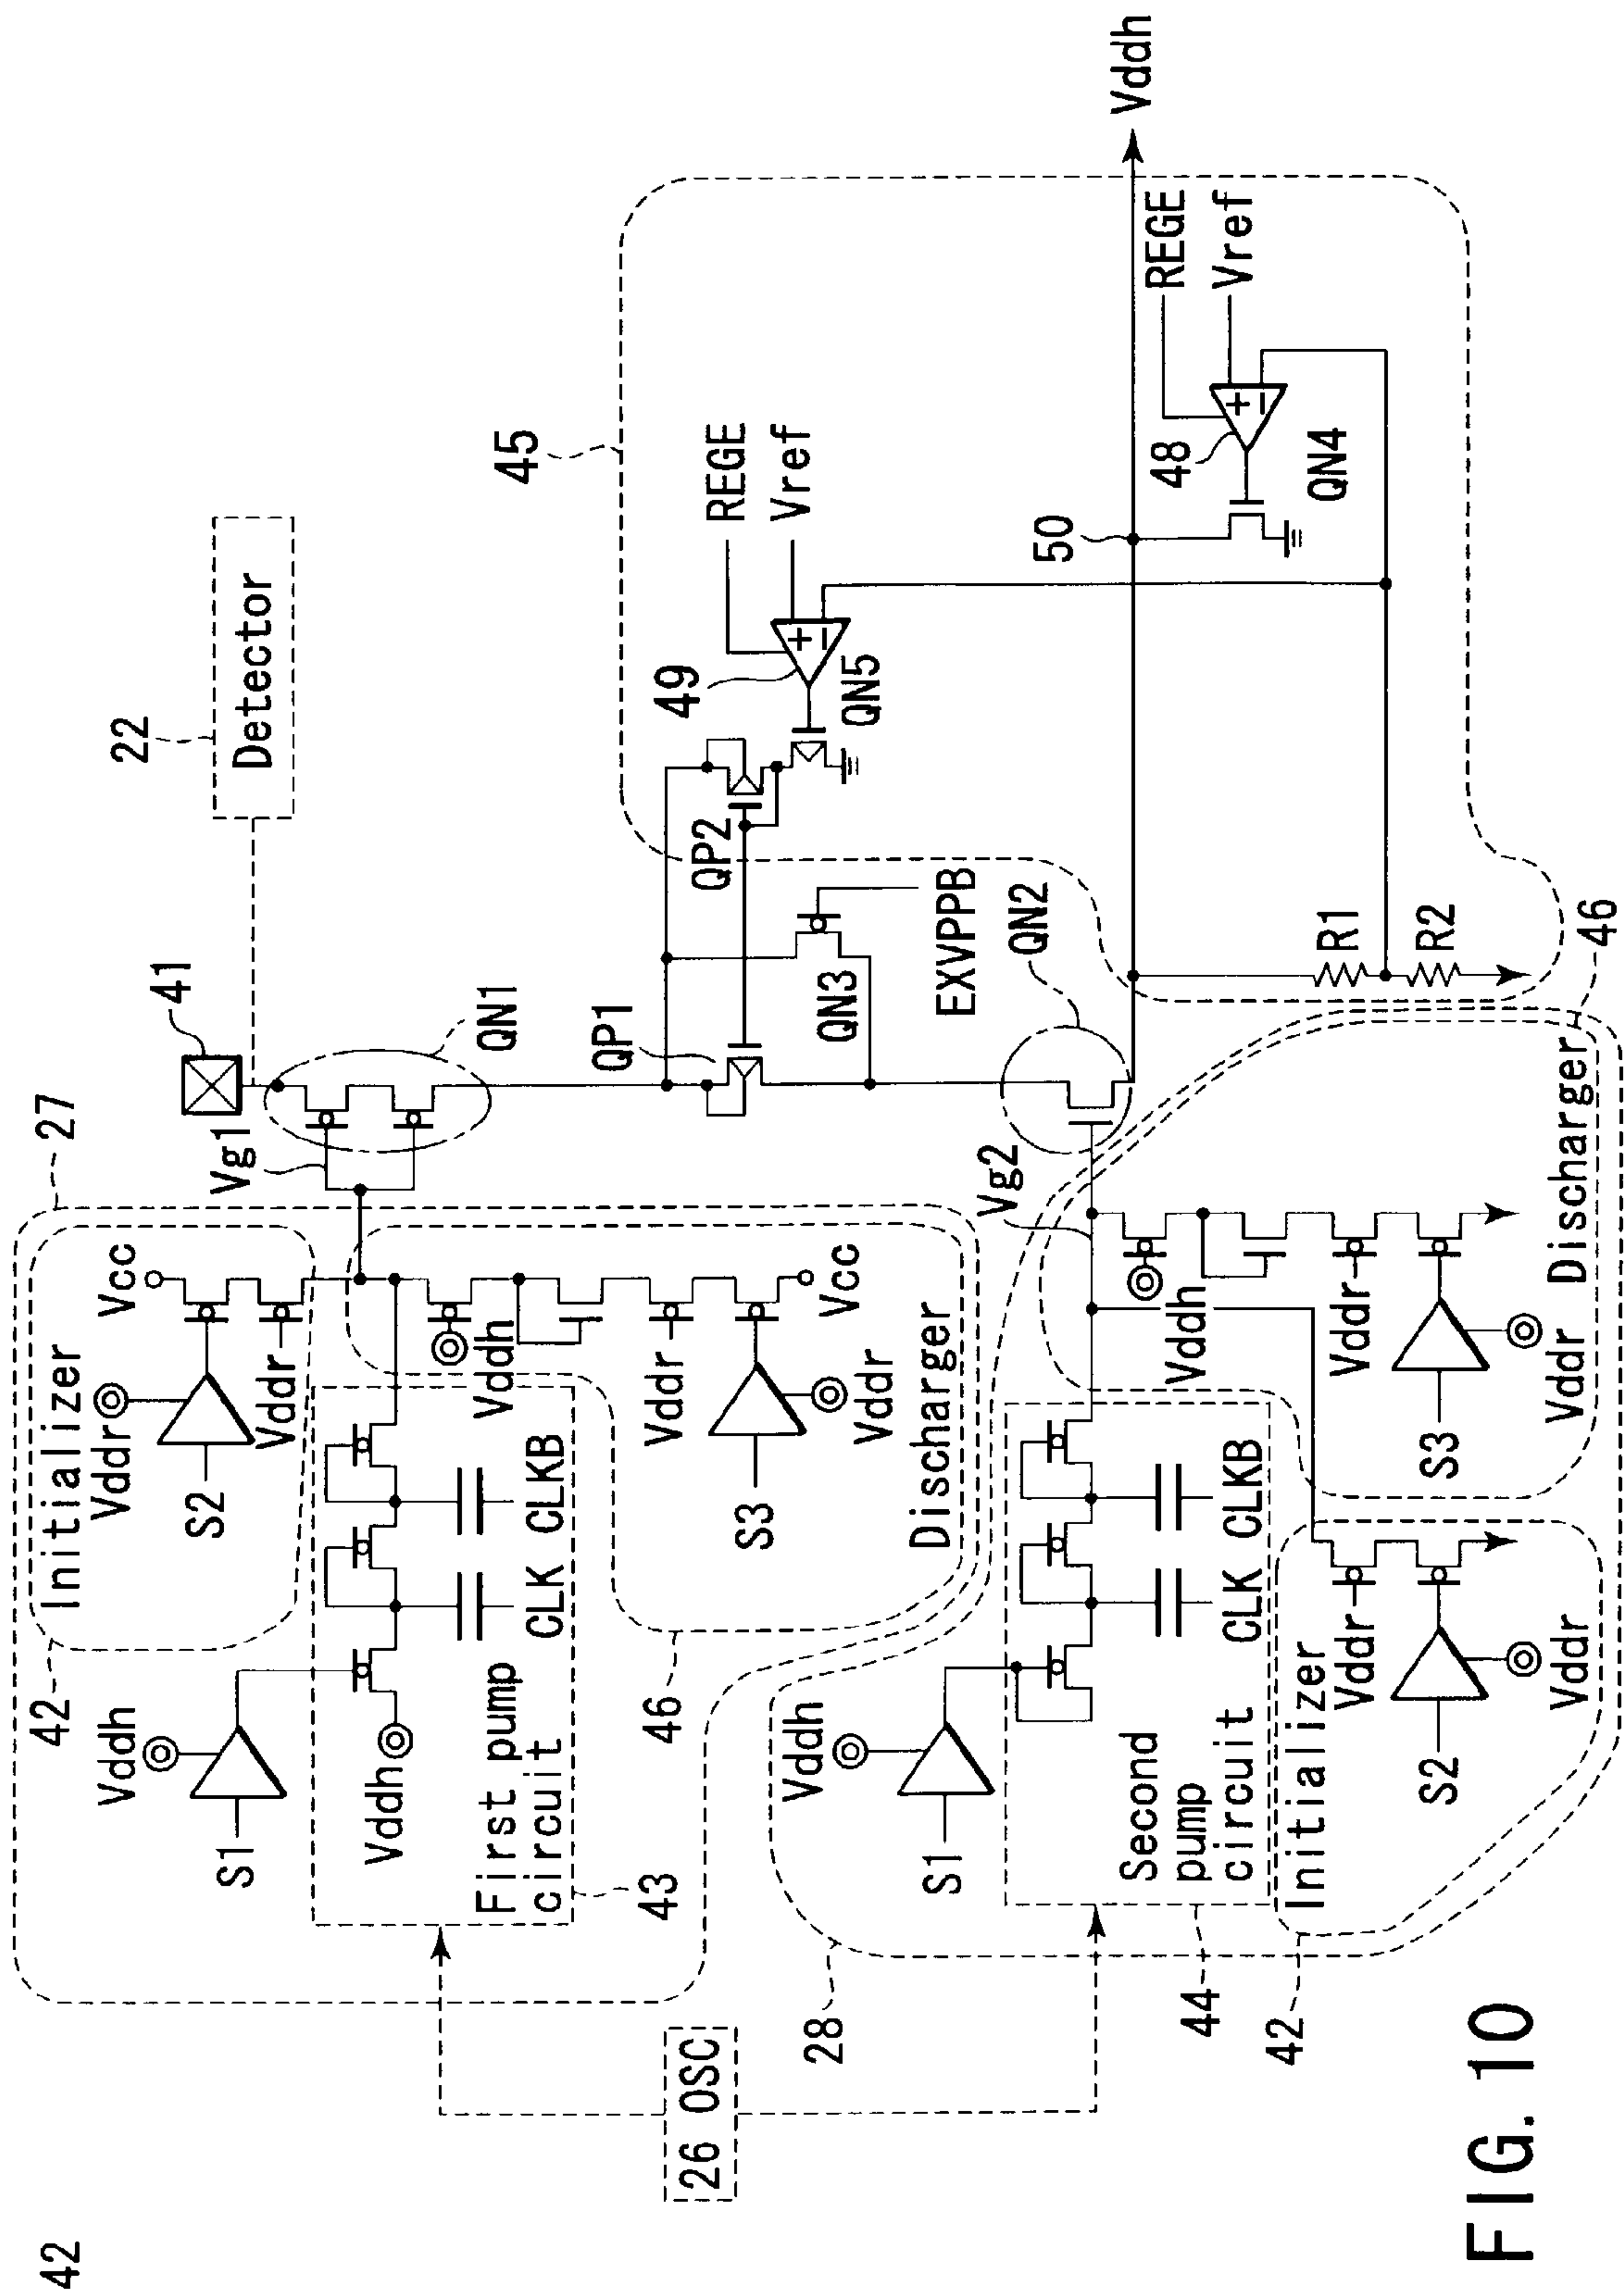 42
26 OSC
27
42
Initializer
Vcc
Vddr
S2
Vddr
Vddh
S1
Vddh
CLK
CLKB
First pump
circuit
43
Vddh
Vddr
S3
Vddr
Vcc
Discharger
46
41
22
Detector
Vg1
QN1
QP1
QN3
EXVPPB
QP2
49
QN5
REGE
Vref
45
28
Vddh
S1
CLK
CLKB
Second
pump
circuit
44
Vg2
QN2
50
48
QN4
REGE
Vref
Vddh
R1
R2
46
Vddh
Vddr
S3
Vddr
Discharger
42
Initializer
Vddr
S2
Vddr
FIG. 10